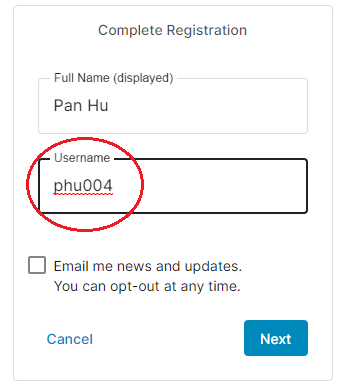 Complete Registration
Full Name (displayed)
Pan Hu
Username
phu004
Email me news and updates.
You can opt-out at any time.
Cancel Next